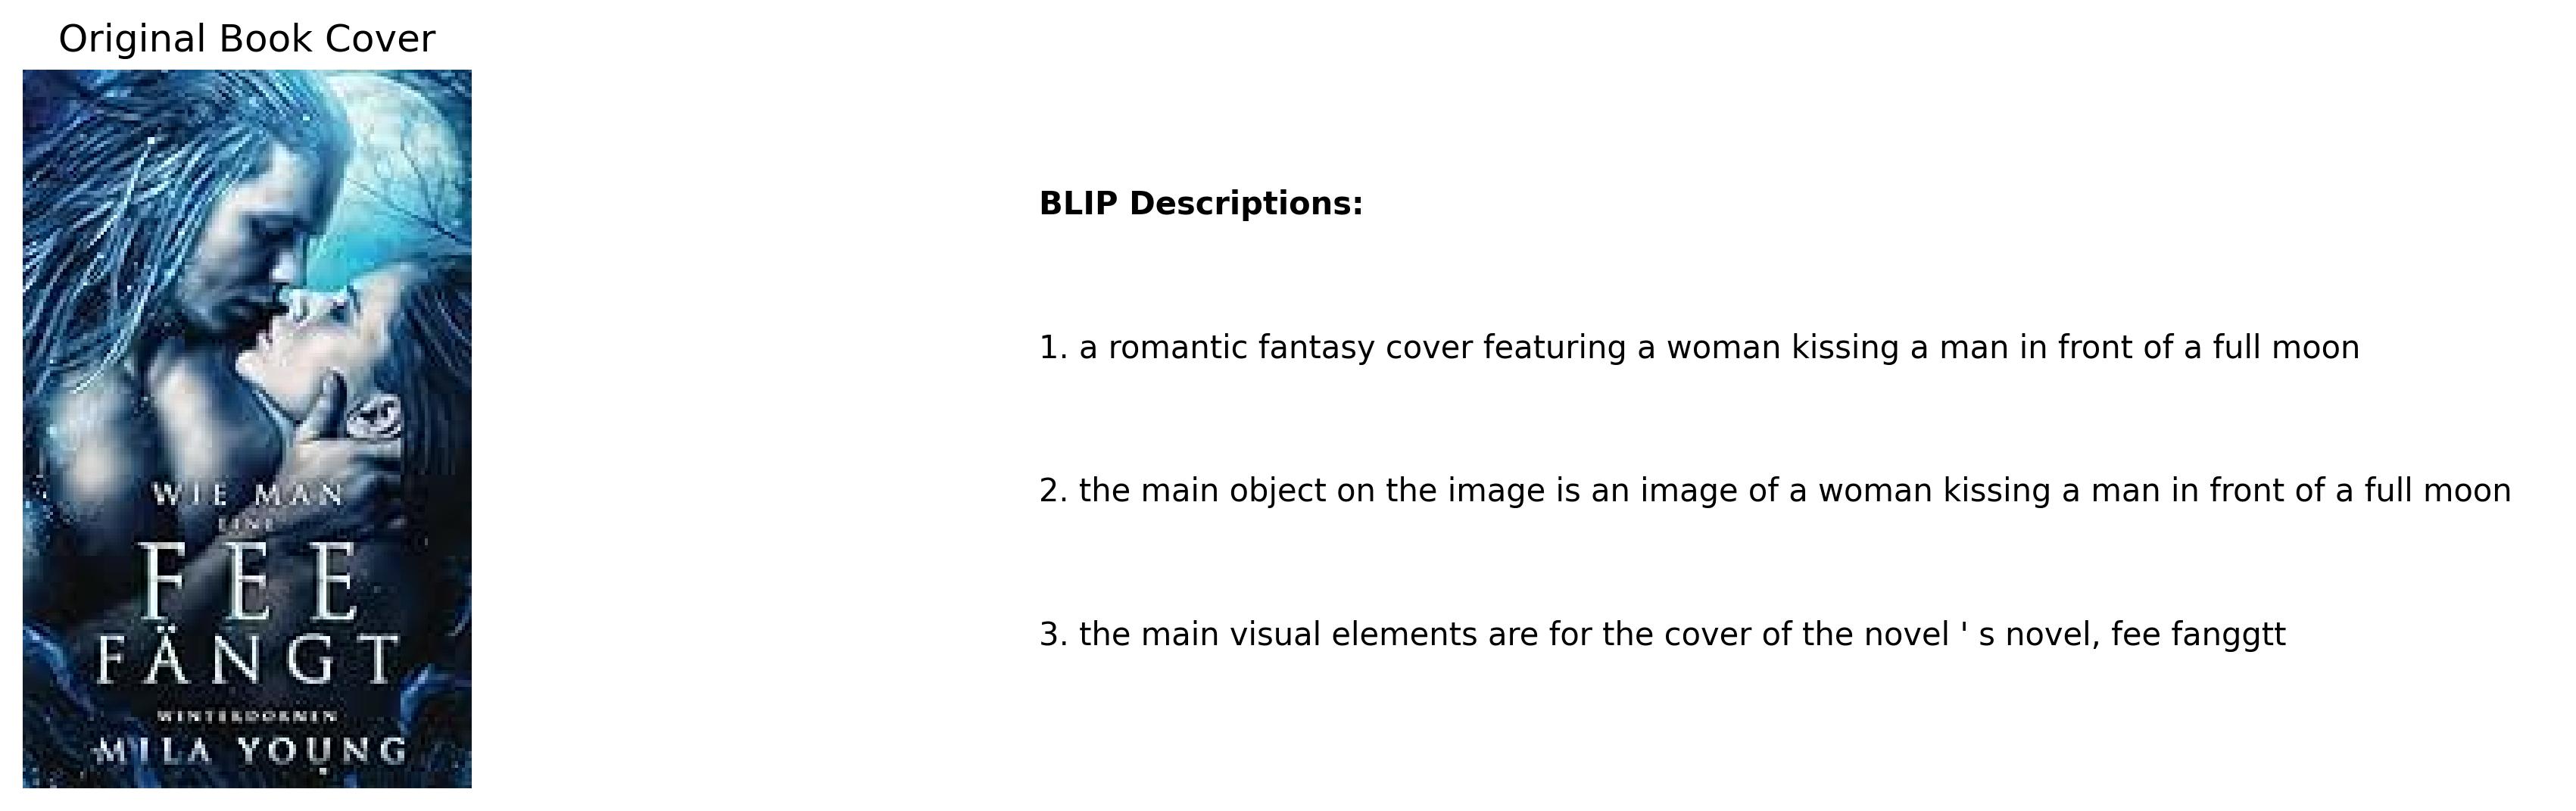 Original Book Cover
WIE MAN
EINE
FEE
FÄNGT
WINTERDORNEN
MILA YOUNG
BLIP Descriptions:
1. a romantic fantasy cover featuring a woman kissing a man in front of a full moon
2. the main object on the image is an image of a woman kissing a man in front of a full moon
3. the main visual elements are for the cover of the novel ' s novel, fee fanggtt